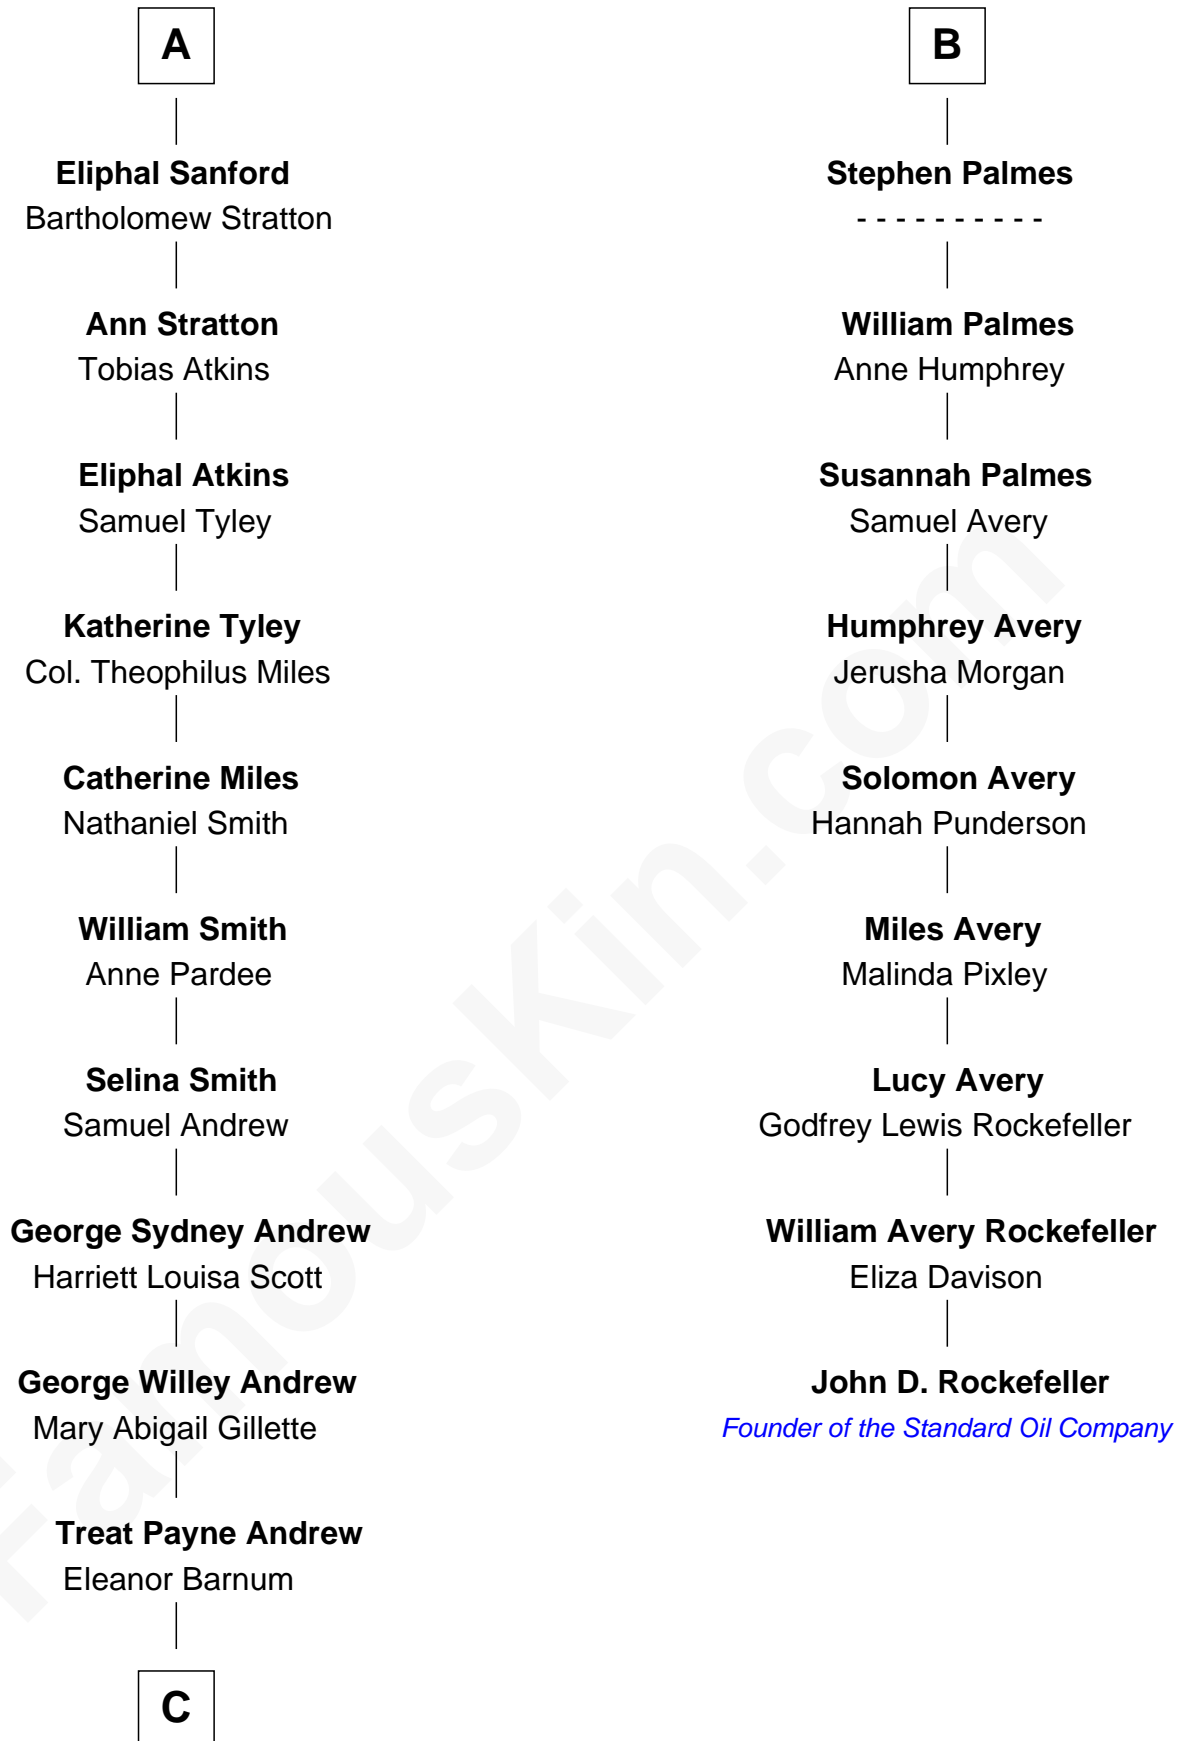 A
Eliphal Sanford
Bartholomew Stratton
Ann Stratton
Tobias Atkins
Eliphal Atkins
Samuel Tyley
Katherine Tyley
Col. Theophilus Miles
Catherine Miles
Nathaniel Smith
William Smith
Anne Pardee
Selina Smith
Samuel Andrew
George Sydney Andrew
Harriett Louisa Scott
George Willey Andrew
Mary Abigail Gillette
Treat Payne Andrew
Eleanor Barnum
C
B
Stephen Palmes
- - - - - - - - - -
William Palmes
Anne Humphrey
Susannah Palmes
Samuel Avery
Humphrey Avery
Jerusha Morgan
Solomon Avery
Hannah Punderson
Miles Avery
Malinda Pixley
Lucy Avery
Godfrey Lewis Rockefeller
William Avery Rockefeller
Eliza Davison
John D. Rockefeller
Founder of the Standard Oil Company
FamousKin.com